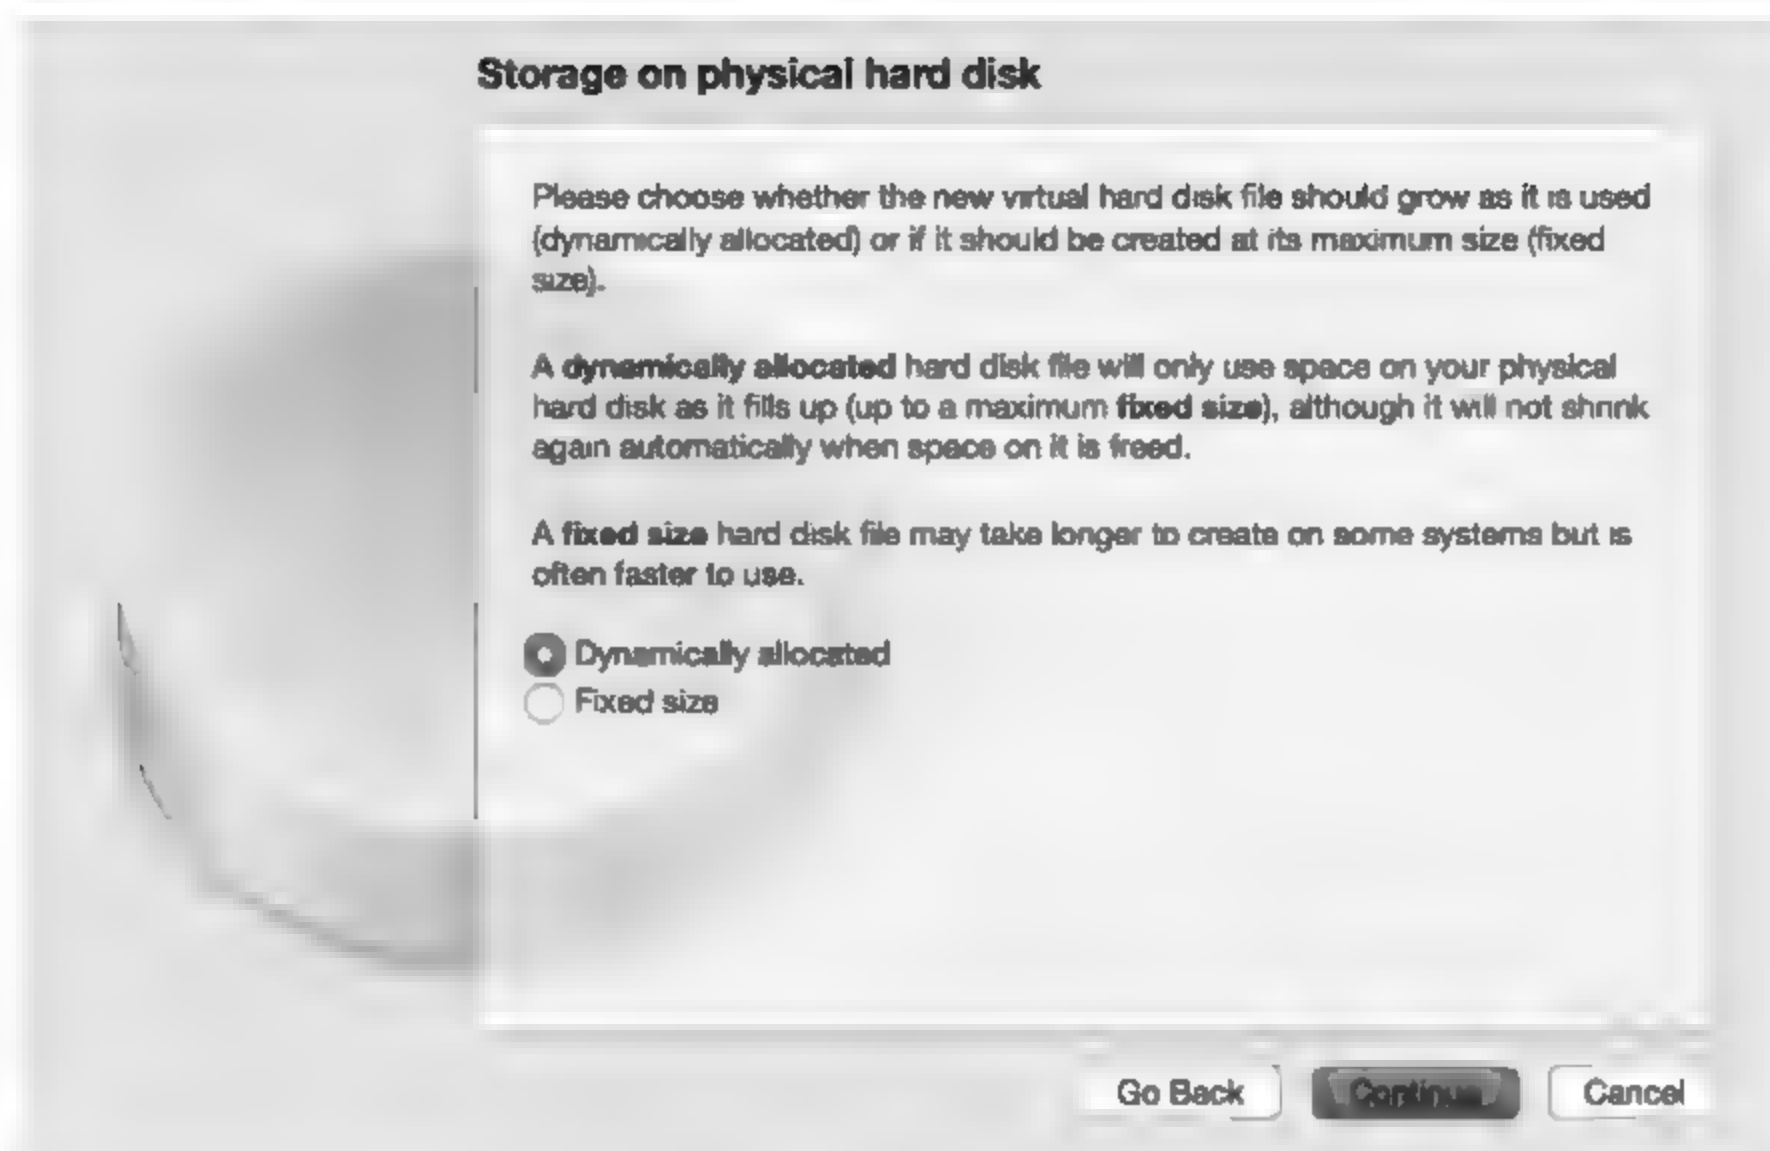 Storage on physical hard disk
Please choose whether the new virtual hard disk file should grow as it is used
(dynamically allocated) or if it should be created at its maximum size (fixed
size).
A dynamically allocated hard disk file will only use space on your physical
hard disk as it fills up (up to a maximum fixed size), although it will not shrink
again automatically when space on it is freed.
A fixed size hard disk file may take longer to create on some systems but is
often faster to use.
Dynamically allocated
Fixed size
Go Back Continue Cancel